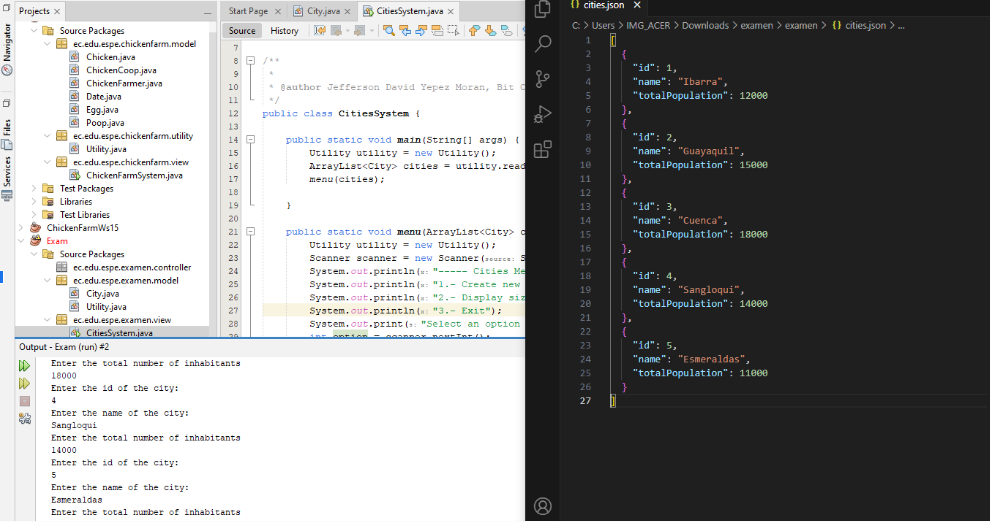 Projects
Navigator
Files
Services
Source Packages
ec.edu.espe.chickenfarm.model
Chicken.java
ChickenCoop.java
ChickenFarmer.java
Date.java
Egg.java
Poop.java
ec.edu.espe.chickenfarm.utility
Utility.java
ec.edu.espe.chickenfarm.view
ChickenFarmSystem.java
Test Packages
Libraries
Test Libraries
ChickenFarmWs15
Exam
Source Packages
ec.edu.espe.examen.controller
ec.edu.espe.examen.model
City.java
Utility.java
ec.edu.espe.examen.view
CitiesSystem.java
Start Page City.java CitiesSystem.java
Source History
7
8 /**
9 *
10 * @author Jefferson David Yepez Moran, Bit
11 */
12 public class CitiesSystem {
13
14 public static void main(String[] args) {
15 Utility utility = new Utility();
16 ArrayList<City> cities = utility.read
17 menu(cities);
18
19 }
20
21 public static void menu(ArrayList<City> c
22 Utility utility = new Utility();
23 Scanner scanner = new Scanner(source: S
24 System.out.println(x: "----- Cities Me
25 System.out.println(x: "1.- Create new
26 System.out.println(x: "2.- Display siz
27 System.out.println(x: "3.- Exit");
28 System.out.print(s: "Select an option
29 int option = scanner.nextInt();
Output - Exam (run) #2
Enter the total number of inhabitants
18000
Enter the id of the city:
4
Enter the name of the city:
Sangloqui
Enter the total number of inhabitants
14000
Enter the id of the city:
5
Enter the name of the city:
Esmeraldas
Enter the total number of inhabitants
{} cities.json
C: > Users > IMG_ACER > Downloads > examen > examen > {} cities.json > ...
1 [
2 {
3 "id": 1,
4 "name": "Ibarra",
5 "totalPopulation": 12000
6 },
7 {
8 "id": 2,
9 "name": "Guayaquil",
10 "totalPopulation": 15000
11 },
12 {
13 "id": 3,
14 "name": "Cuenca",
15 "totalPopulation": 18000
16 },
17 {
18 "id": 4,
19 "name": "Sangloqui",
20 "totalPopulation": 14000
21 },
22 {
23 "id": 5,
24 "name": "Esmeraldas",
25 "totalPopulation": 11000
26 }
27 ]